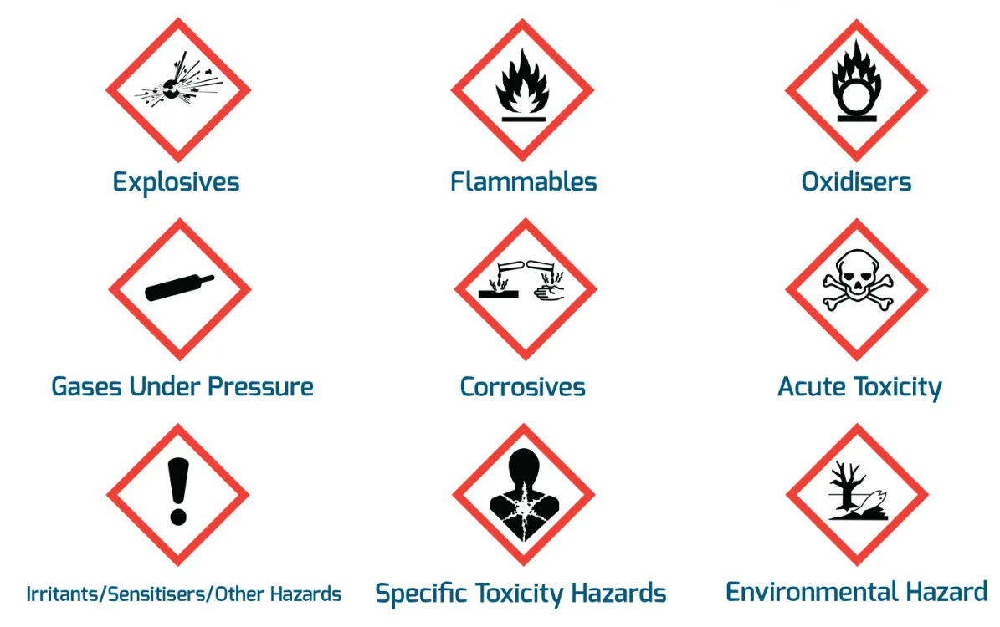 Explosives
Flammables
Oxidisers
Gases Under Pressure
Corrosives
Acute Toxicity
Irritants/Sensitisers/Other Hazards
Specific Toxicity Hazards
Environmental Hazard